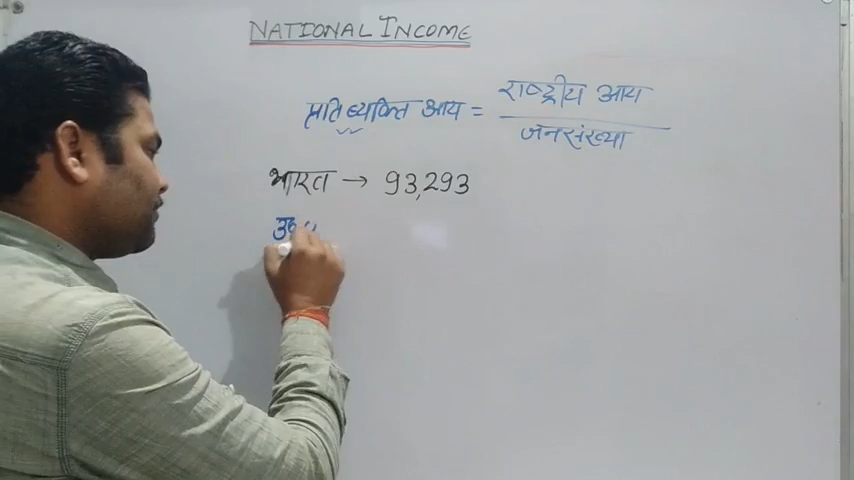 NATIONAL INCOME
प्रति व्यक्ति आय = राष्ट्रीय आय
जनसंख्या
भारत → 93,293